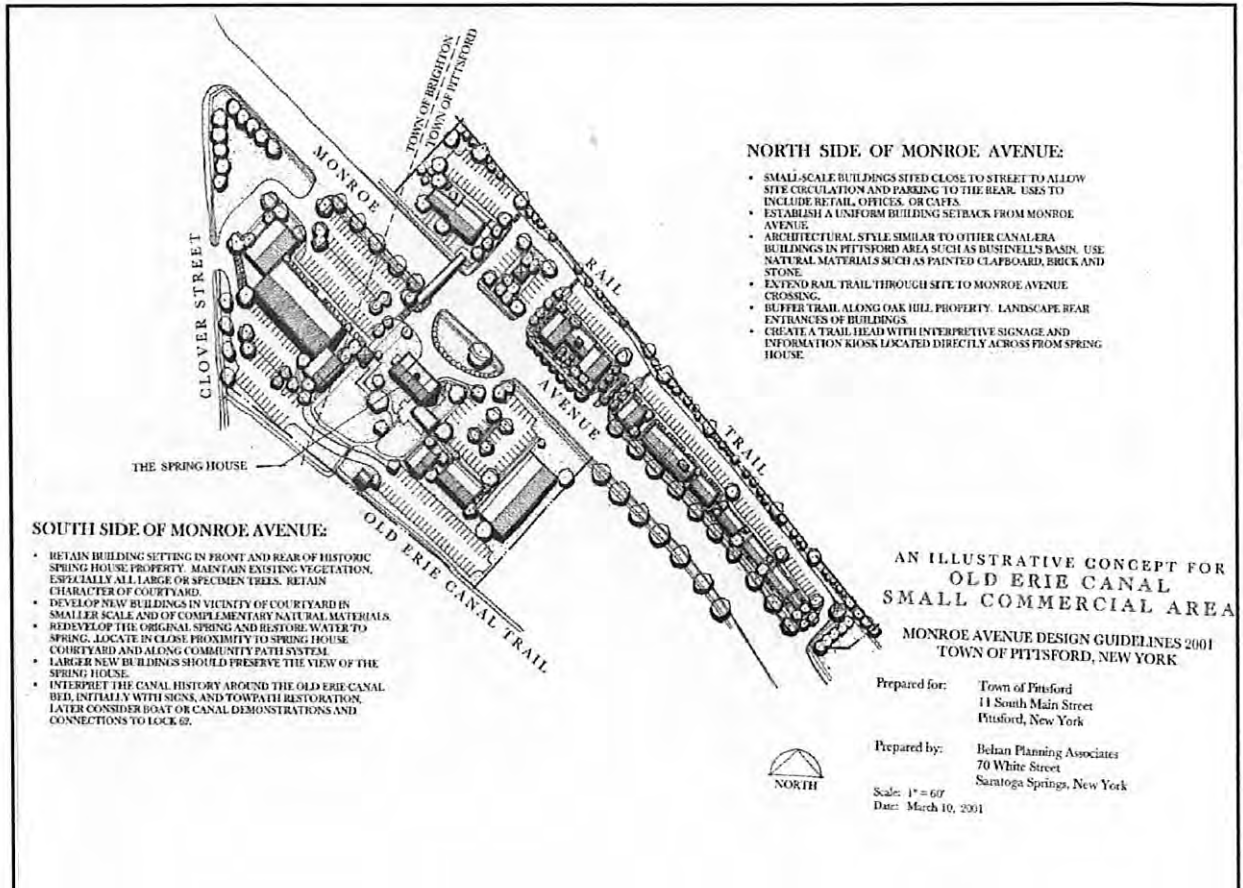 TOWN OF BRIGHTON
TOWN OF PITTSFORD
MONROE
AVENUE
RAIL
TRAIL
CLOVER STREET
THE SPRING HOUSE
OLD ERIE CANAL TRAIL
NORTH SIDE OF MONROE AVENUE:
• SMALL-SCALE BUILDINGS SITED CLOSE TO STREET TO ALLOW
SITE CIRCULATION AND PARKING TO THE REAR. USES TO
INCLUDE RETAIL, OFFICES, OR CAFES.
• ESTABLISH A UNIFORM BUILDING SETBACK FROM MONROE
AVENUE.
• ARCHITECTURAL STYLE SIMILAR TO OTHER CANAL-ERA
BUILDINGS IN PITTSFORD AREA SUCH AS BUSHNELL'S BASIN. USE
NATURAL MATERIALS SUCH AS PAINTED CLAPBOARD, BRICK AND
STONE.
• EXTEND RAIL TRAIL THROUGH SITE TO MONROE AVENUE
CROSSING.
• BUFFER TRAIL ALONG OAK HILL PROPERTY. LANDSCAPE REAR
ENTRANCES OF BUILDINGS.
• CREATE A TRAIL HEAD WITH INTERPRETIVE SIGNAGE AND
INFORMATION KIOSK LOCATED DIRECTLY ACROSS FROM SPRING
HOUSE.
SOUTH SIDE OF MONROE AVENUE:
• RETAIN BUILDING SETTING IN FRONT AND REAR OF HISTORIC
SPRING HOUSE PROPERTY. MAINTAIN EXISTING VEGETATION,
ESPECIALLY ALL LARGE OR SPECIMEN TREES. RETAIN
CHARACTER OF COURTYARD.
• DEVELOP NEW BUILDINGS IN VICINITY OF COURTYARD IN
SMALLER SCALE AND OF COMPLEMENTARY NATURAL MATERIALS.
• REDEVELOP THE ORIGINAL SPRING AND RESTORE WATER TO
SPRING. LOCATE IN CLOSE PROXIMITY TO SPRING HOUSE
COURTYARD AND ALONG COMMUNITY PATH SYSTEM.
• LARGER NEW BUILDINGS SHOULD PRESERVE THE VIEW OF THE
SPRING HOUSE.
• INTERPRET THE CANAL HISTORY AROUND THE OLD ERIE CANAL
BED, INITIALLY WITH SIGNS, AND TOWPATH RESTORATION,
LATER CONSIDER BOAT OR CANAL DEMONSTRATIONS AND
CONNECTIONS TO LOCK 62.
AN ILLUSTRATIVE CONCEPT FOR
OLD ERIE CANAL
SMALL COMMERCIAL AREA
MONROE AVENUE DESIGN GUIDELINES 2001
TOWN OF PITTSFORD, NEW YORK
Prepared for: Town of Pittsford
11 South Main Street
Pittsford, New York
Prepared by: Behan Planning Associates
70 White Street
Saratoga Springs, New York
Scale: 1" = 60'
Date: March 10, 2001
NORTH